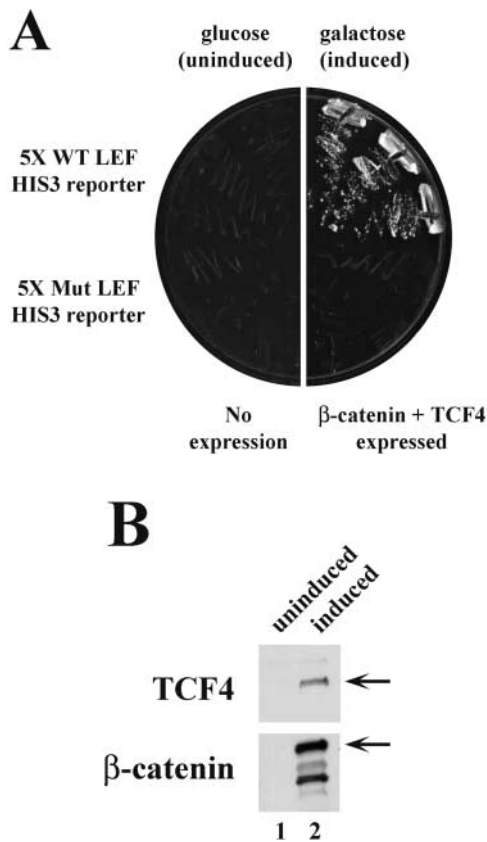 A
glucose
(uninduced)
galactose
(induced)
5X WT LEF
HIS3 reporter
5X Mut LEF
HIS3 reporter
No
expression
β-catenin + TCF4
expressed
B
uninduced
induced
TCF4
β-catenin
1 2